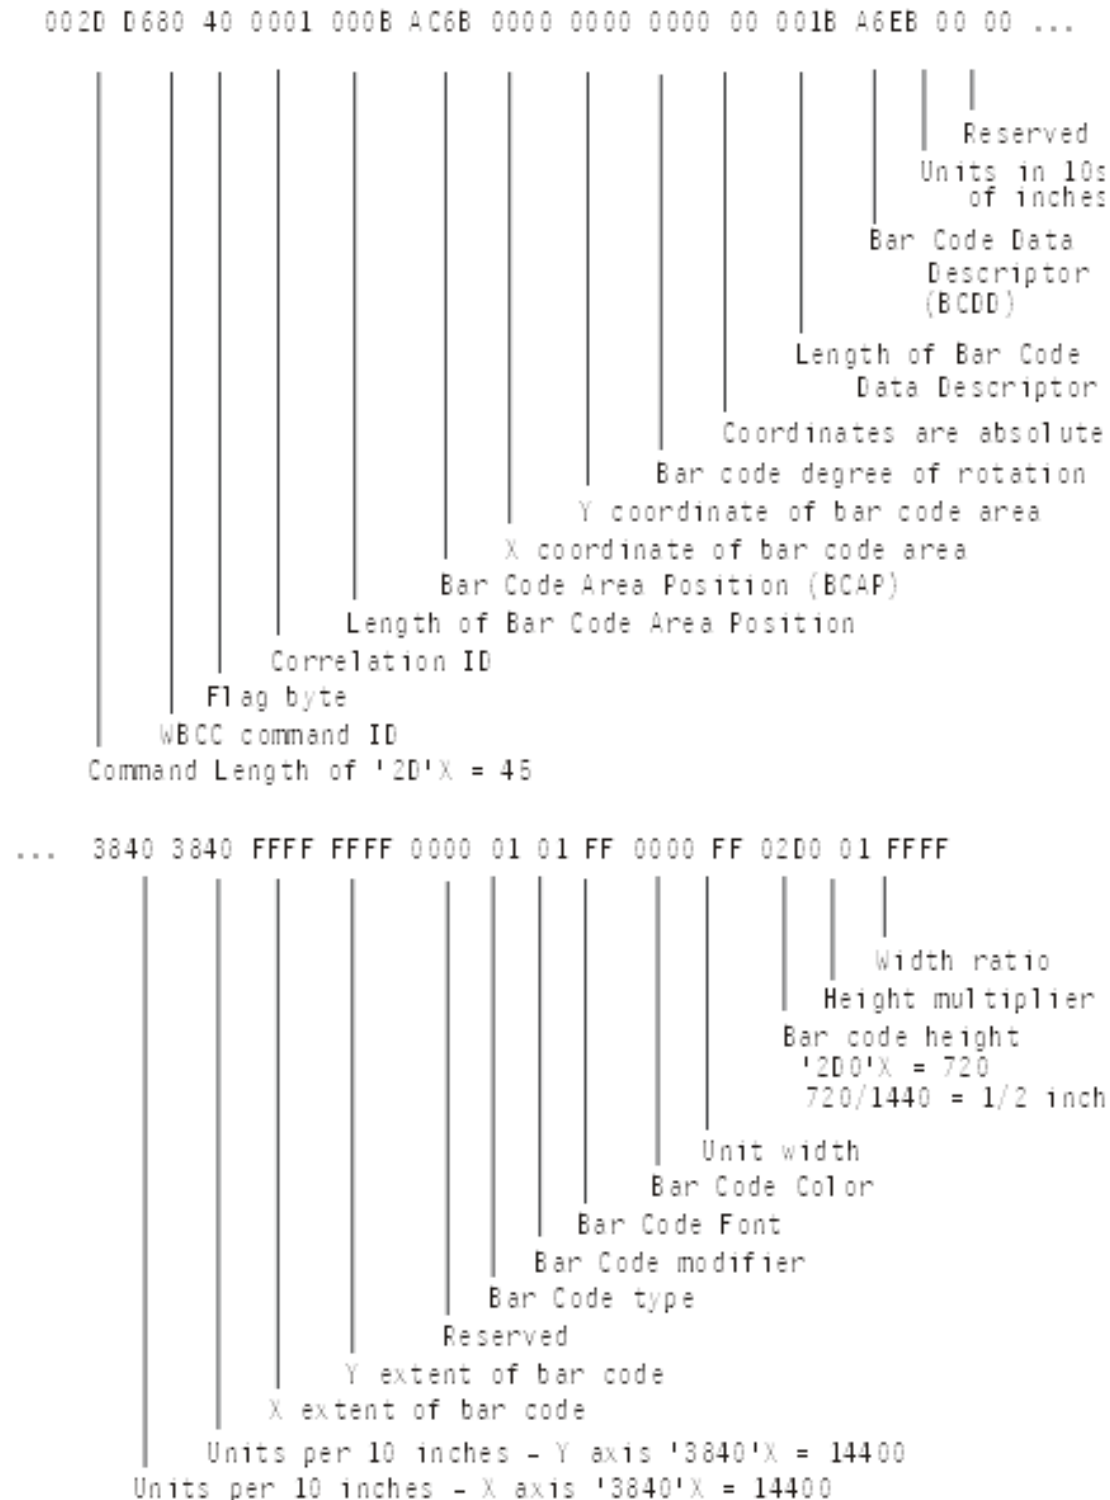 002D D680 40 0001 000B AC6B 0000 0000 0000 00 001B A6EB 00 00 ...
Reserved
Units in 10s
of inches
Bar Code Data
Descriptor
(BCDD)
Length of Bar Code
Data Descriptor
Coordinates are absolute
Bar code degree of rotation
Y coordinate of bar code area
X coordinate of bar code area
Bar Code Area Position (BCAP)
Length of Bar Code Area Position
Correlation ID
Flag byte
WBCC command ID
Command Length of '2D'X = 45
... 3840 3840 FFFF FFFF 0000 01 01 FF 0000 FF 02D0 01 FFFF
Width ratio
Height multiplier
Bar code height
'2D0'X = 720
720/1440 = 1/2 inch
Unit width
Bar Code Color
Bar Code Font
Bar Code modifier
Bar Code type
Reserved
Y extent of bar code
X extent of bar code
Units per 10 inches - Y axis '3840'X = 14400
Units per 10 inches - X axis '3840'X = 14400